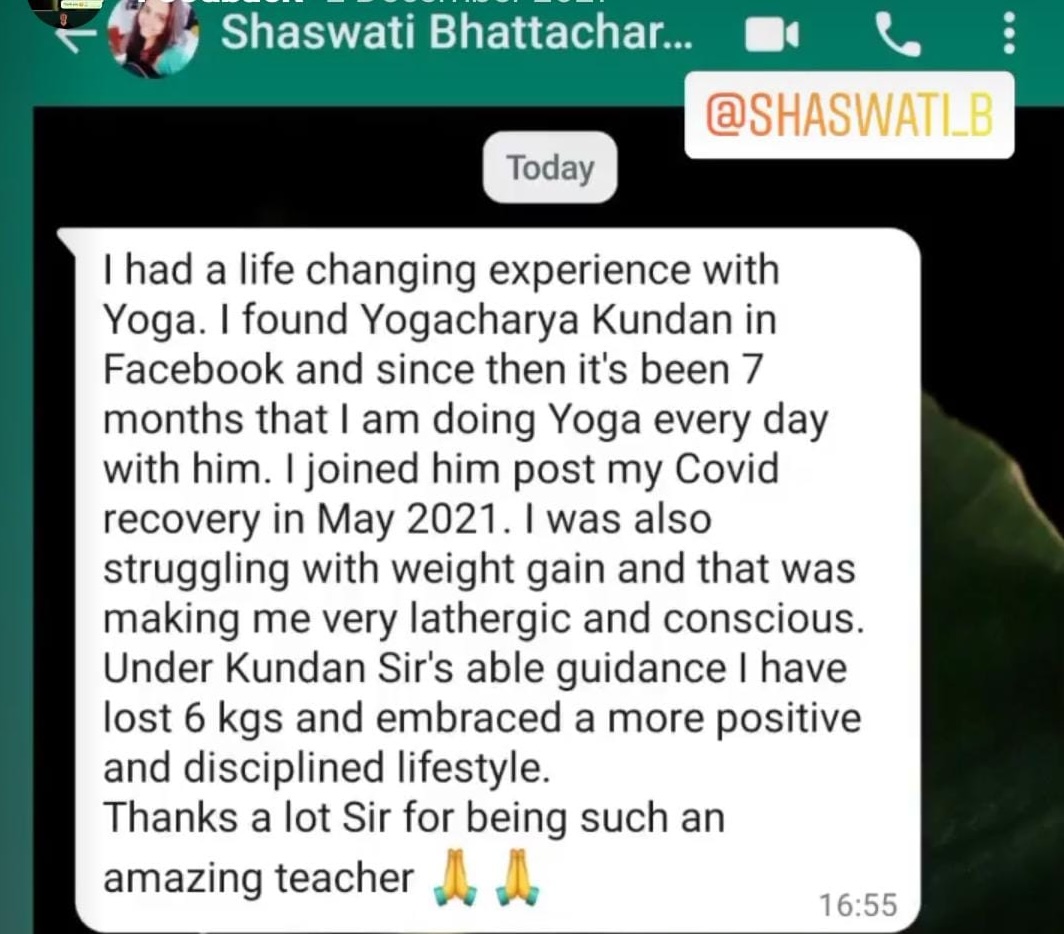 Shaswati Bhattachar...
@SHASWATI_B
Today
I had a life changing experience with
Yoga. I found Yogacharya Kundan in
Facebook and since then it's been 7
months that I am doing Yoga every day
with him. I joined him post my Covid
recovery in May 2021. I was also
struggling with weight gain and that was
making me very lathergic and conscious.
Under Kundan Sir's able guidance I have
lost 6 kgs and embraced a more positive
and disciplined lifestyle.
Thanks a lot Sir for being such an
amazing teacher 🙏 🙏
16:55